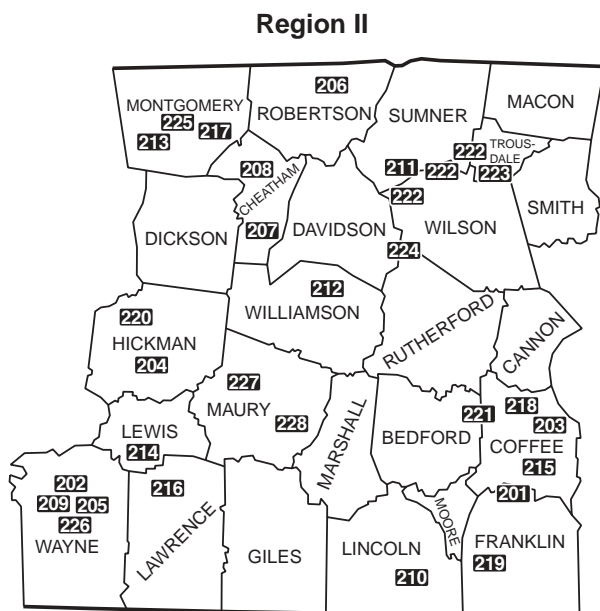 Region II
206
MONTGOMERY
ROBERTSON
SUMNER
MACON
225
213
217
TROUS-
DALE
222
211
222
223
208
CHEATHAM
222
SMITH
207
DAVIDSON
WILSON
DICKSON
224
212
WILLIAMSON
220
HICKMAN
204
RUTHERFORD
CANNON
227
MAURY
228
MARSHALL
221
218
203
BEDFORD
COFFEE
215
LEWIS
214
201
202
209
205
226
WAYNE
216
LAWRENCE
GILES
LINCOLN
210
MOORE
FRANKLIN
219